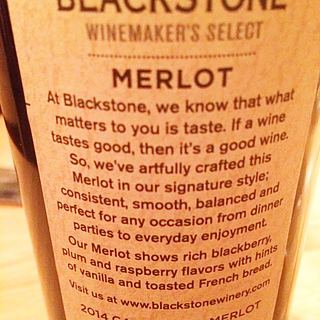 BLACKSTONE
WINEMAKER'S SELECT
MERLOT
At Blackstone, we know that what
matters to you is taste. If a wine
tastes good, then it's a good wine.
So, we've artfully crafted this
Merlot in our signature style;
consistent, smooth, balanced and
perfect for any occasion from dinner
parties to everyday enjoyment.
Our Merlot shows rich blackberry,
plum and raspberry flavors with hints
of vanilla and toasted French bread.
Visit us at www.blackstonewinery.com
2014 MERLOT